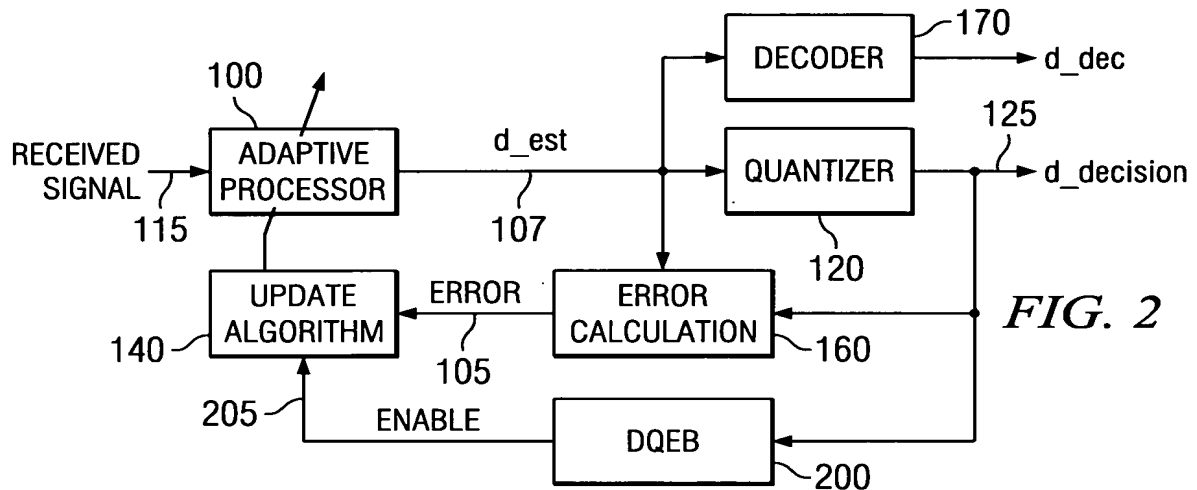 170
DECODER
d_dec
100
125
RECEIVED
SIGNAL
ADAPTIVE
PROCESSOR
d_est
QUANTIZER
d_decision
115
107
120
UPDATE
ALGORITHM
ERROR
ERROR
CALCULATION
FIG. 2
140
105
160
205
ENABLE
DQEB
200